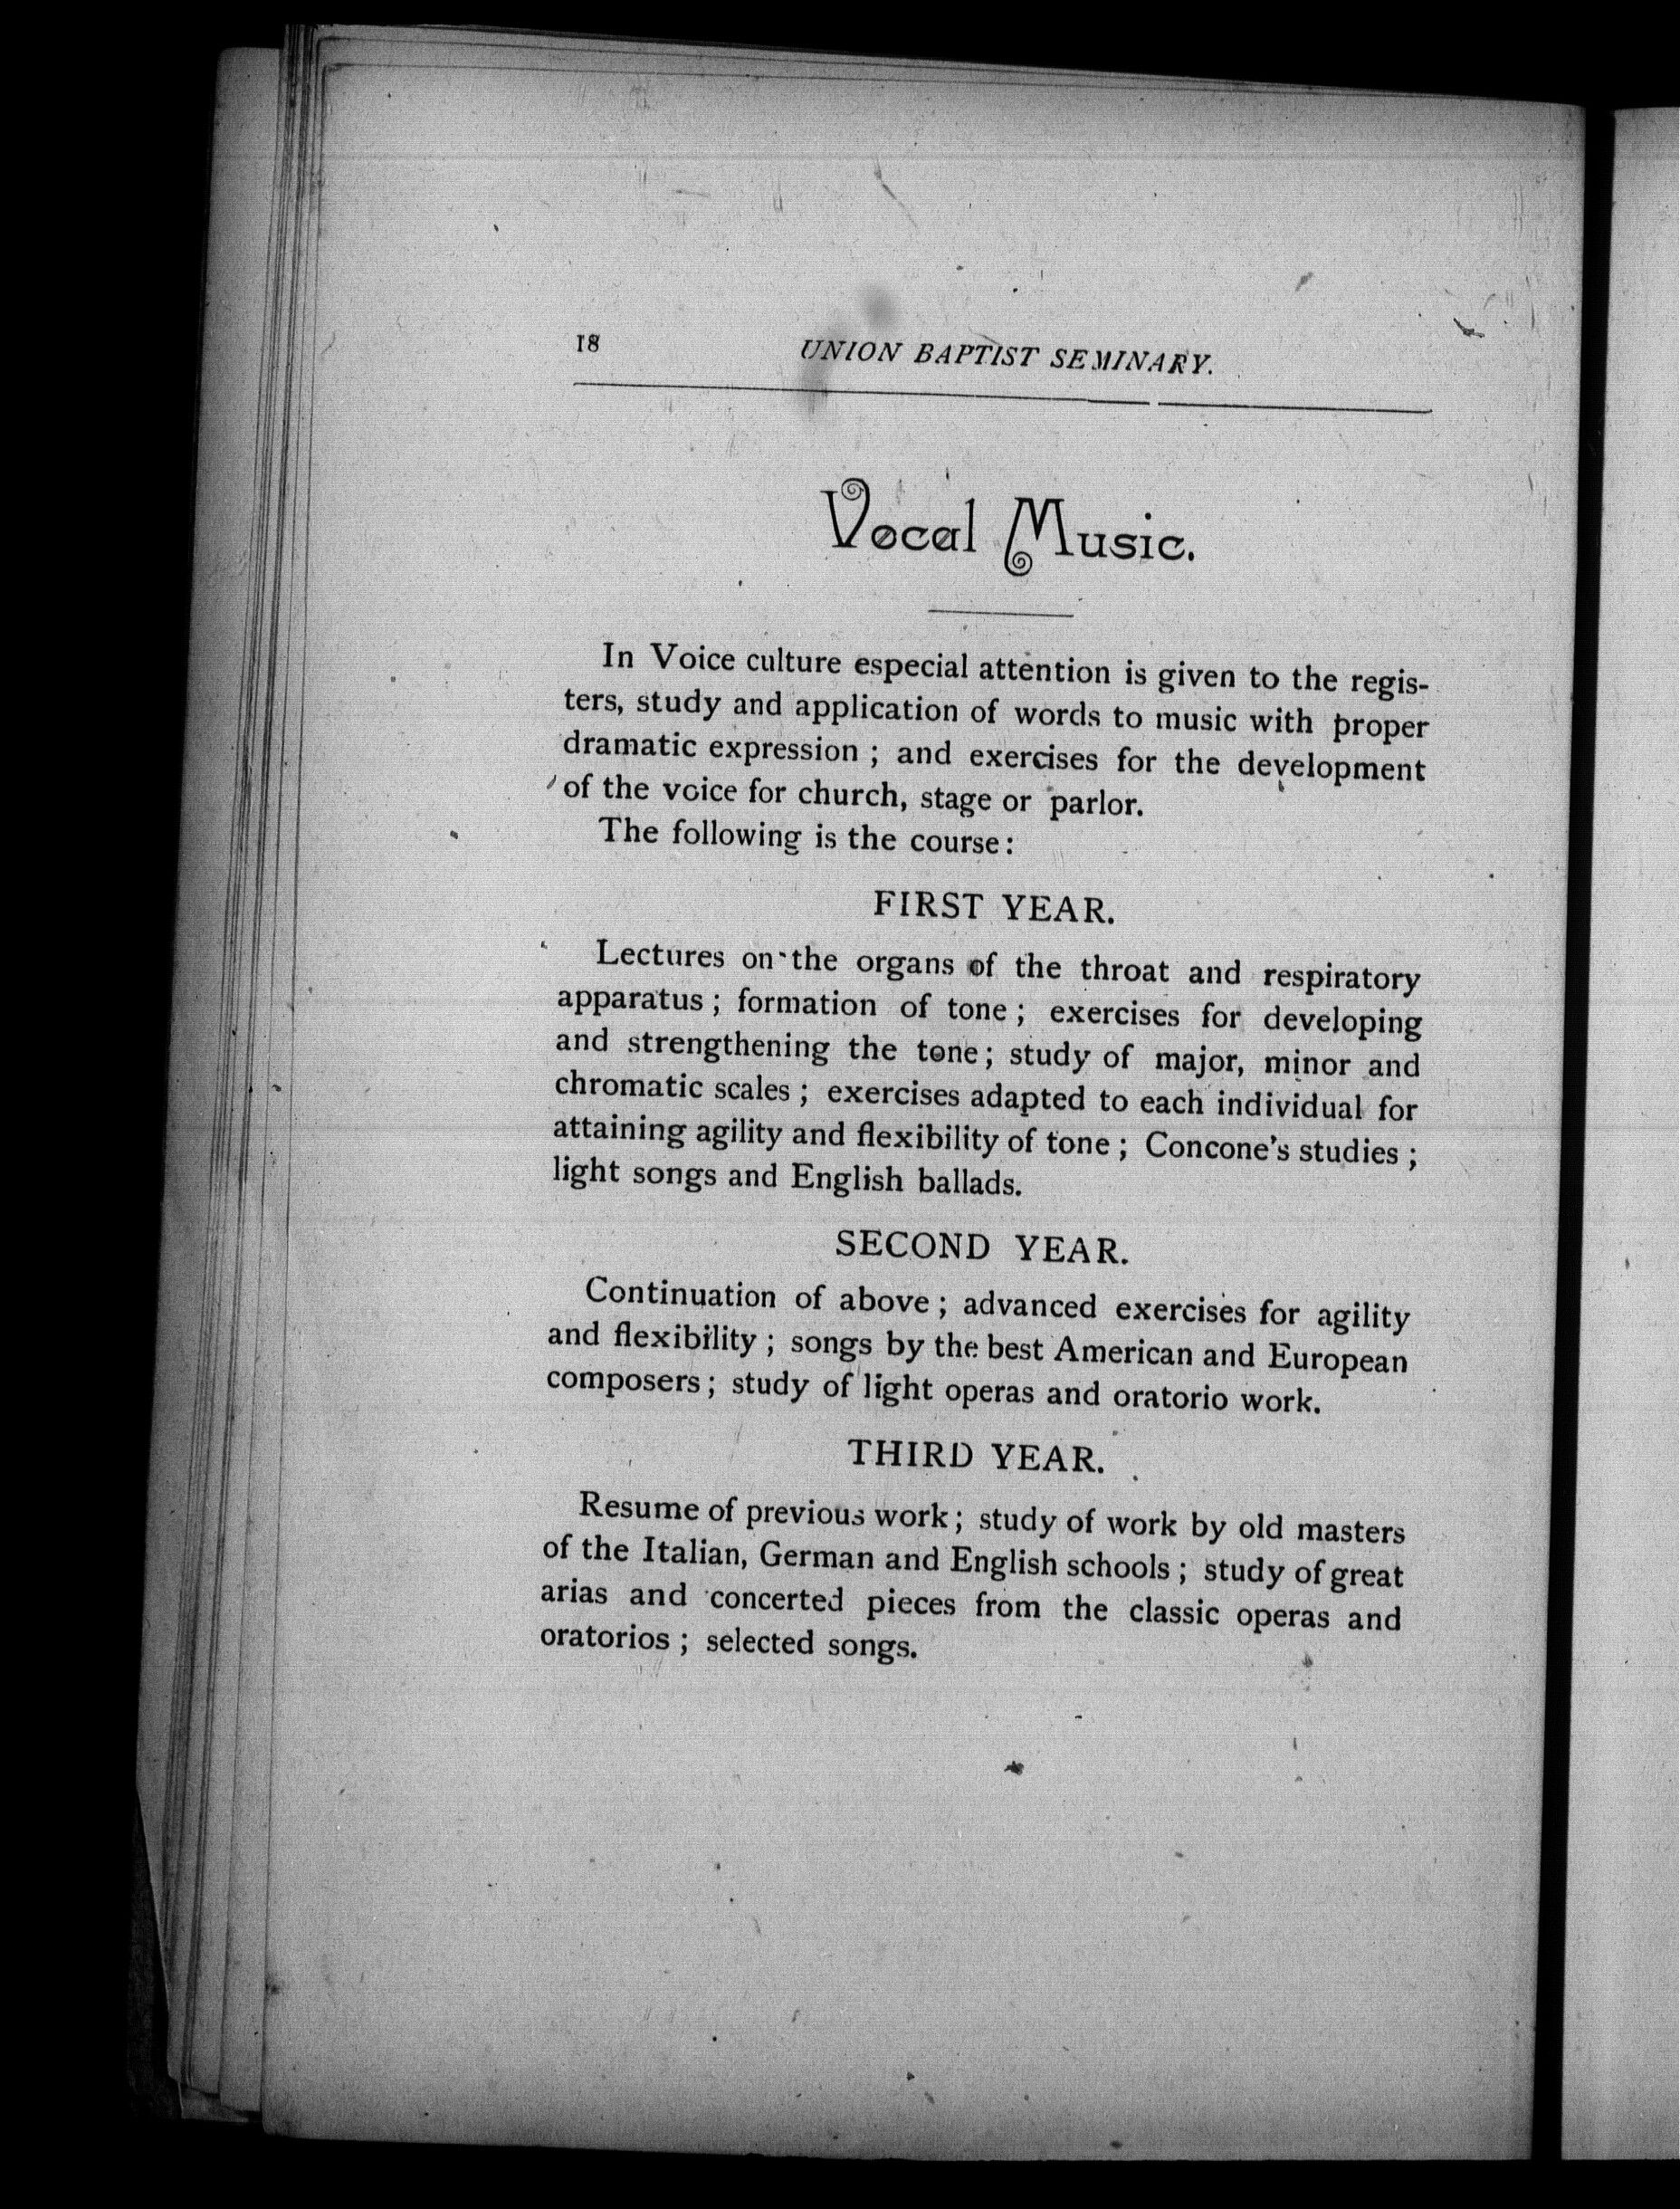 18
UNION BAPTIST SEMINARY.
Vocal Music.
In Voice culture especial attention is given to the regis-
ters, study and application of words to music with proper
dramatic expression ; and exercises for the development
of the voice for church, stage or parlor.
The following is the course:
FIRST YEAR.
Lectures on the organs of the throat and respiratory
apparatus ; formation of tone ; exercises for developing
and strengthening the tone; study of major, minor and
chromatic scales ; exercises adapted to each individual for
attaining agility and flexibility of tone ; Concone's studies ;
light songs and English ballads.
SECOND YEAR.
Continuation of above ; advanced exercises for agility
and flexibility ; songs by the best American and European
composers ; study of light operas and oratorio work.
THIRD YEAR.
Resume of previous work ; study of work by old masters
of the Italian, German and English schools ; study of great
arias and concerted pieces from the classic operas and
oratorios ; selected songs.